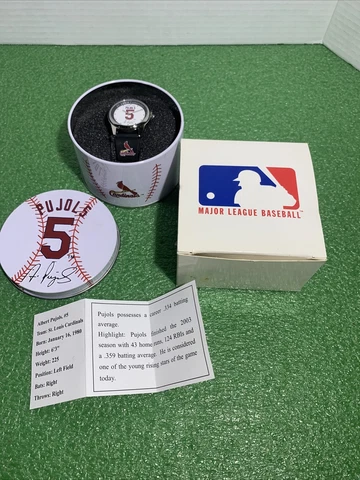 PUJOLS
5
Cardinals
MAJOR LEAGUE BASEBALL
PUJOLS
5
A. Pujols
Albert Pujols, #5
Team: St. Louis Cardinals
Born: January 16, 1980
Height: 6'3"
Weight: 225
Position: Left Field
Bats: Right
Throws: Right
Pujols possesses a career .334 batting
average.
Highlight: Pujols finished the 2003
season with 43 home runs, 124 RBIs and
a .359 batting average. He is considered
one of the young rising stars of the game
today.